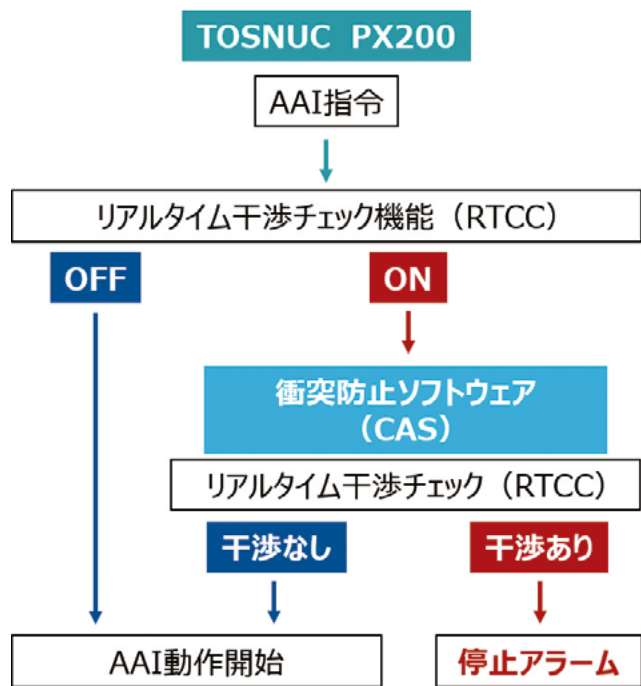 TOSNUC PX200
AAI指令
リアルタイム干渉チェック機能（RTCC）
OFF
ON
衝突防止ソフトウェア
（CAS）
リアルタイム干渉チェック（RTCC）
干渉なし
干渉あり
AAI動作開始
停止アラーム